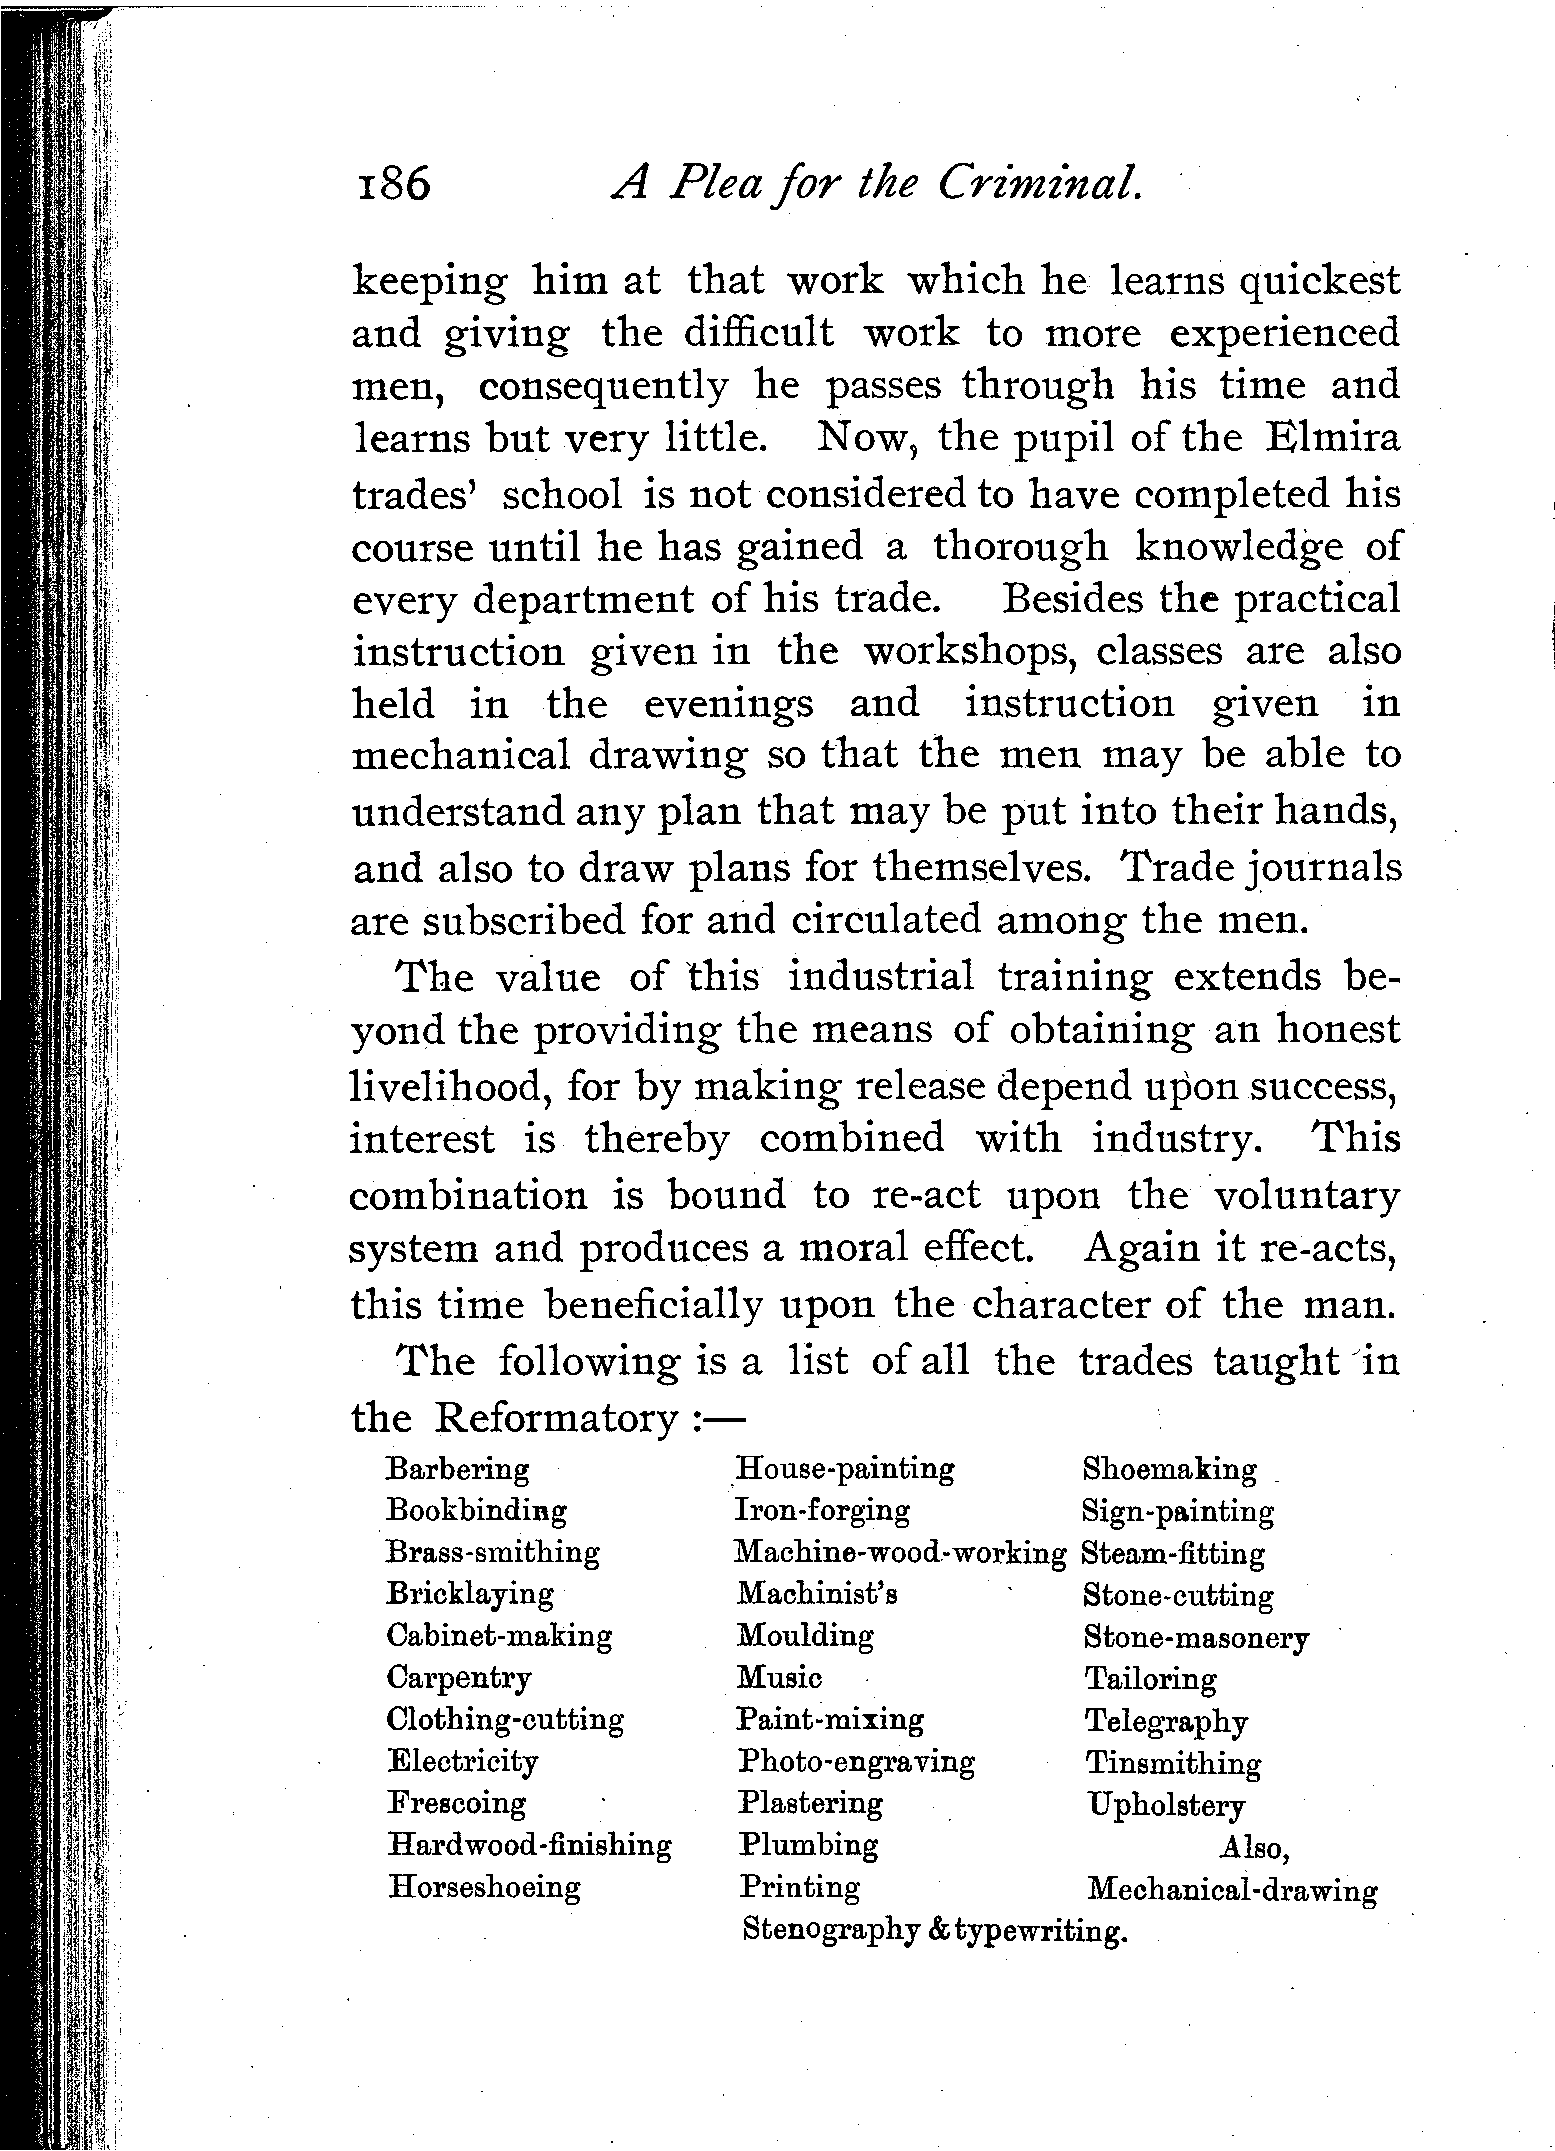 186 A Plea for the Criminal.
keeping him at that work which he learns quickest
and giving the difficult work to more experienced
men, consequently he passes through his time and
learns but very little. Now, the pupil of the Elmira
trades' school is not considered to have completed his
course until he has gained a thorough knowledge of
every department of his trade. Besides the practical
instruction given in the workshops, classes are also
held in the evenings and instruction given in
mechanical drawing so that the men may be able to
understand any plan that may be put into their hands,
and also to draw plans for themselves. Trade journals
are subscribed for and circulated among the men.
The value of this industrial training extends be-
yond the providing the means of obtaining an honest
livelihood, for by making release depend upon success,
interest is thereby combined with industry. This
combination is bound to re-act upon the voluntary
system and produces a moral effect. Again it re-acts,
this time beneficially upon the character of the man.
The following is a list of all the trades taught in
the Reformatory :—
Barbering House-painting Shoemaking
Bookbinding Iron-forging Sign-painting
Brass-smithing Machine-wood-working Steam-fitting
Bricklaying Machinist's Stone-cutting
Cabinet-making Moulding Stone-masonery
Carpentry Music Tailoring
Clothing-cutting Paint-mixing Telegraphy
Electricity Photo-engraving Tinsmithing
Frescoing Plastering Upholstery
Hardwood-finishing Plumbing Also,
Horseshoeing Printing Mechanical-drawing
Stenography & typewriting.